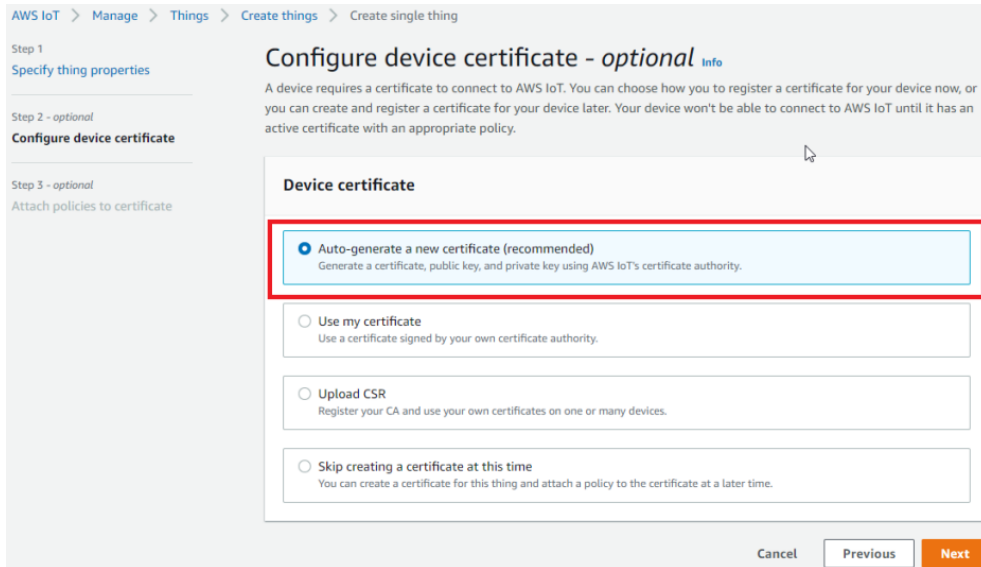 AWS IoT > Manage > Things > Create things > Create single thing
Step 1
Specify thing properties
Step 2 - optional
Configure device certificate
Step 3 - optional
Attach policies to certificate
Configure device certificate - optional Info
A device requires a certificate to connect to AWS IoT. You can choose how you to register a certificate for your device now, or
you can create and register a certificate for your device later. Your device won't be able to connect to AWS IoT until it has an
active certificate with an appropriate policy.
Device certificate
Auto-generate a new certificate (recommended)
Generate a certificate, public key, and private key using AWS IoT's certificate authority.
Use my certificate
Use a certificate signed by your own certificate authority.
Upload CSR
Register your CA and use your own certificates on one or many devices.
Skip creating a certificate at this time
You can create a certificate for this thing and attach a policy to the certificate at a later time.
Cancel Previous Next